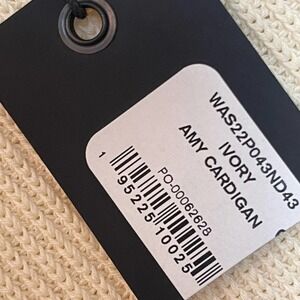 WAS22P043ND43
IVORY
AMY CARDIGAN
PO-00062628
1 95225 10025